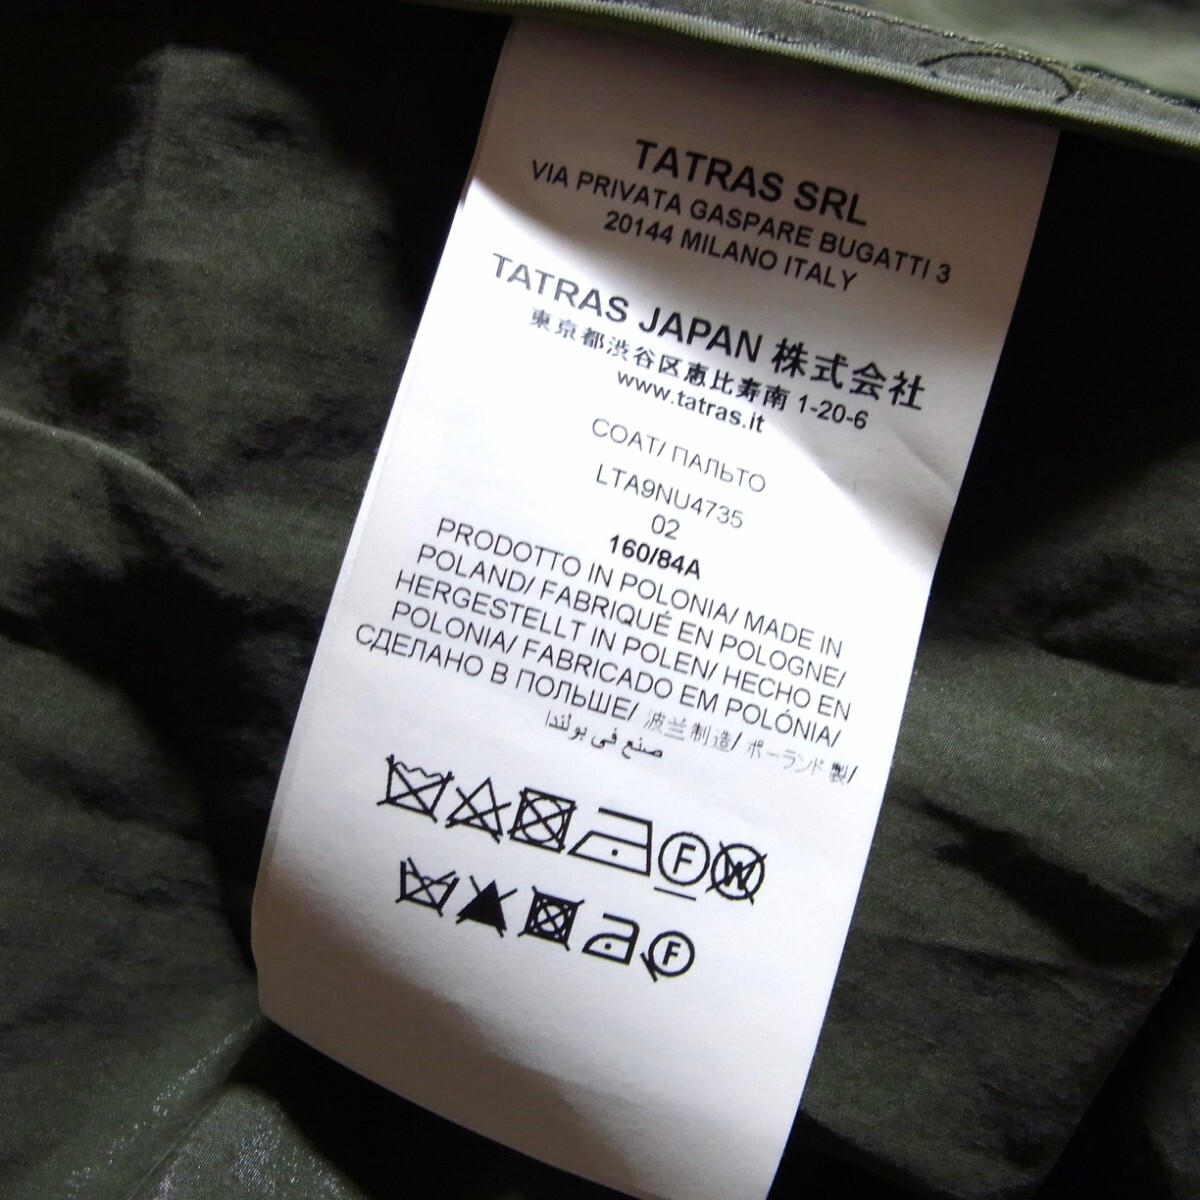 TATRAS SRL
VIA PRIVATA GASPARE BUGATTI 3
20144 MILANO ITALY
TATRAS JAPAN 株式会社
東京都渋谷区恵比寿南 1-20-6
www.tatras.it
COAT/ ПАЛЬТО
LTA9NU4735
02
160/84A
PRODOTTO IN POLONIA/ MADE IN
POLAND/ FABRIQUÉ EN POLOGNE/
HERGESTELLT IN POLEN/ HECHO EN
POLONIA/ FABRICADO EM POLÓNIA/
СДЕЛАНО В ПОЛЬШЕ/ 波兰制造/ ポーランド製/
صنع في بولندا
F W
F